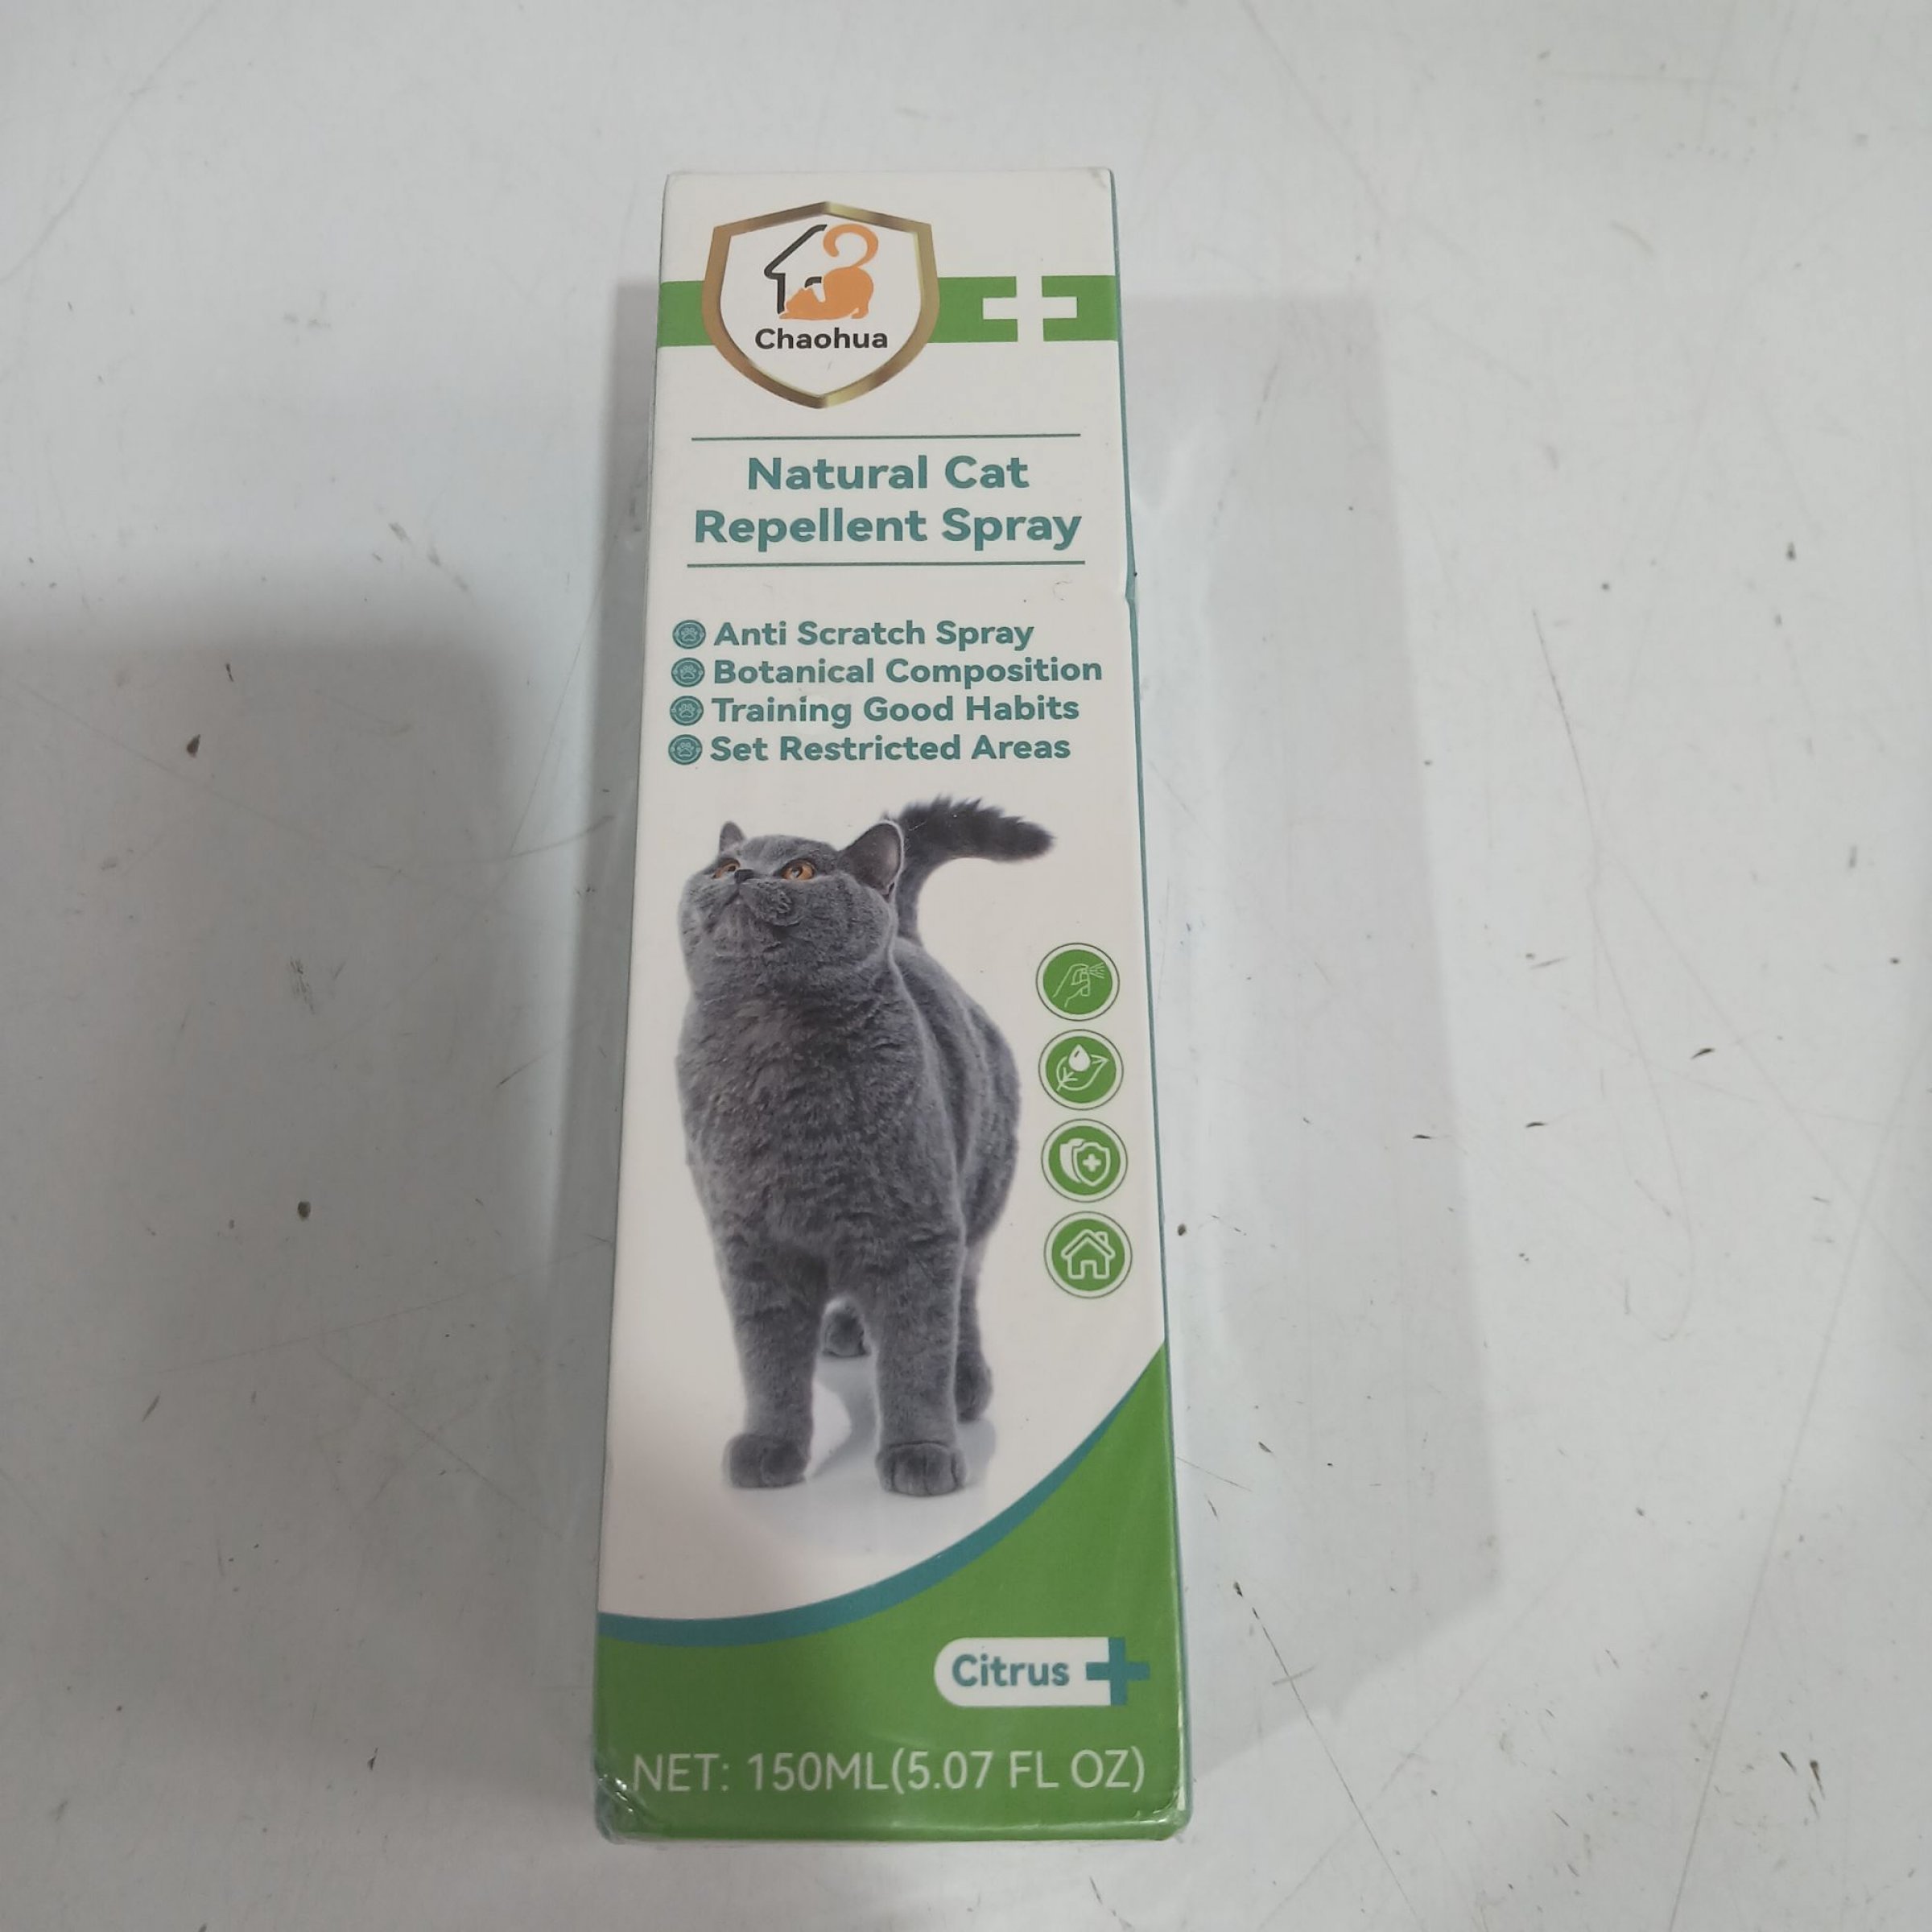 Chaohua
Natural Cat
Repellent Spray
Anti Scratch Spray
Botanical Composition
Training Good Habits
Set Restricted Areas
Citrus
NET: 150ML(5.07 FL OZ)